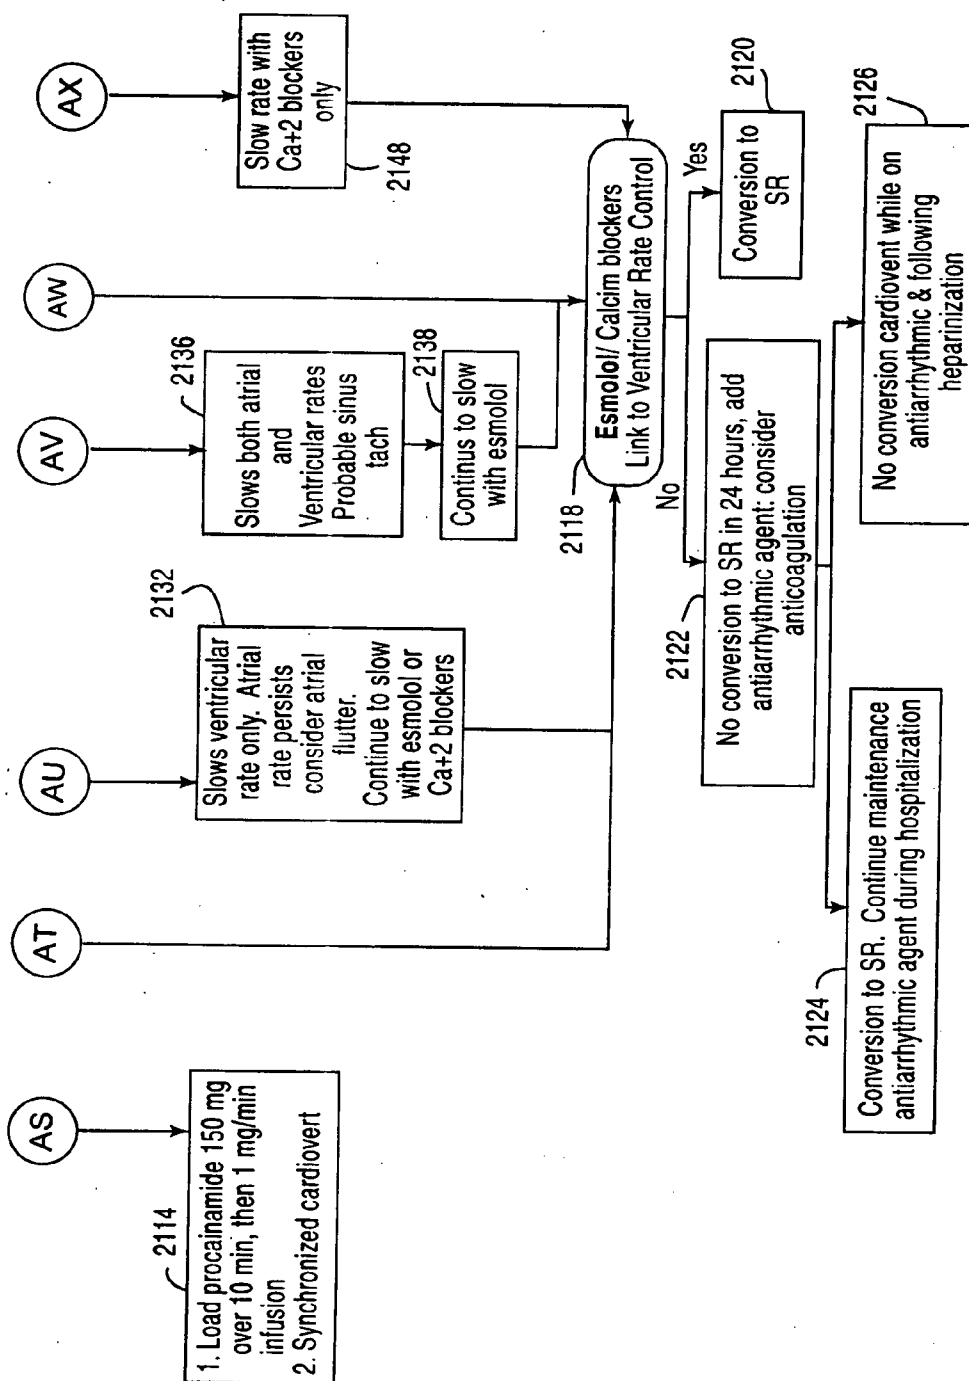 AS
2114
1. Load procainamide 150 mg
over 10 min, then 1 mg/min
infusion
2. Synchronized cardiovert
AT
AU
2132
Slows ventricular
rate only. Atrial
rate persists
consider atrial
flutter.
Continue to slow
with esmolol or
Ca+2 blockers
AV
2136
Slows both atrial
and
Ventricular rates
Probable sinus
tach
2138
Continus to slow
with esmolol
AW
AX
Slow rate with
Ca+2 blockers
only
2148
2118
Esmolol/ Calcim blockers
Link to Ventricular Rate Control
No
Yes
2120
Conversion to
SR
2122
No conversion to SR in 24 hours, add
antiarrhythmic agent: consider
anticoagulation
2124
Conversion to SR. Continue maintenance
antiarrhythmic agent during hospitalization
2126
No conversion cardiovent while on
antiarrhythmic & following
heparinization